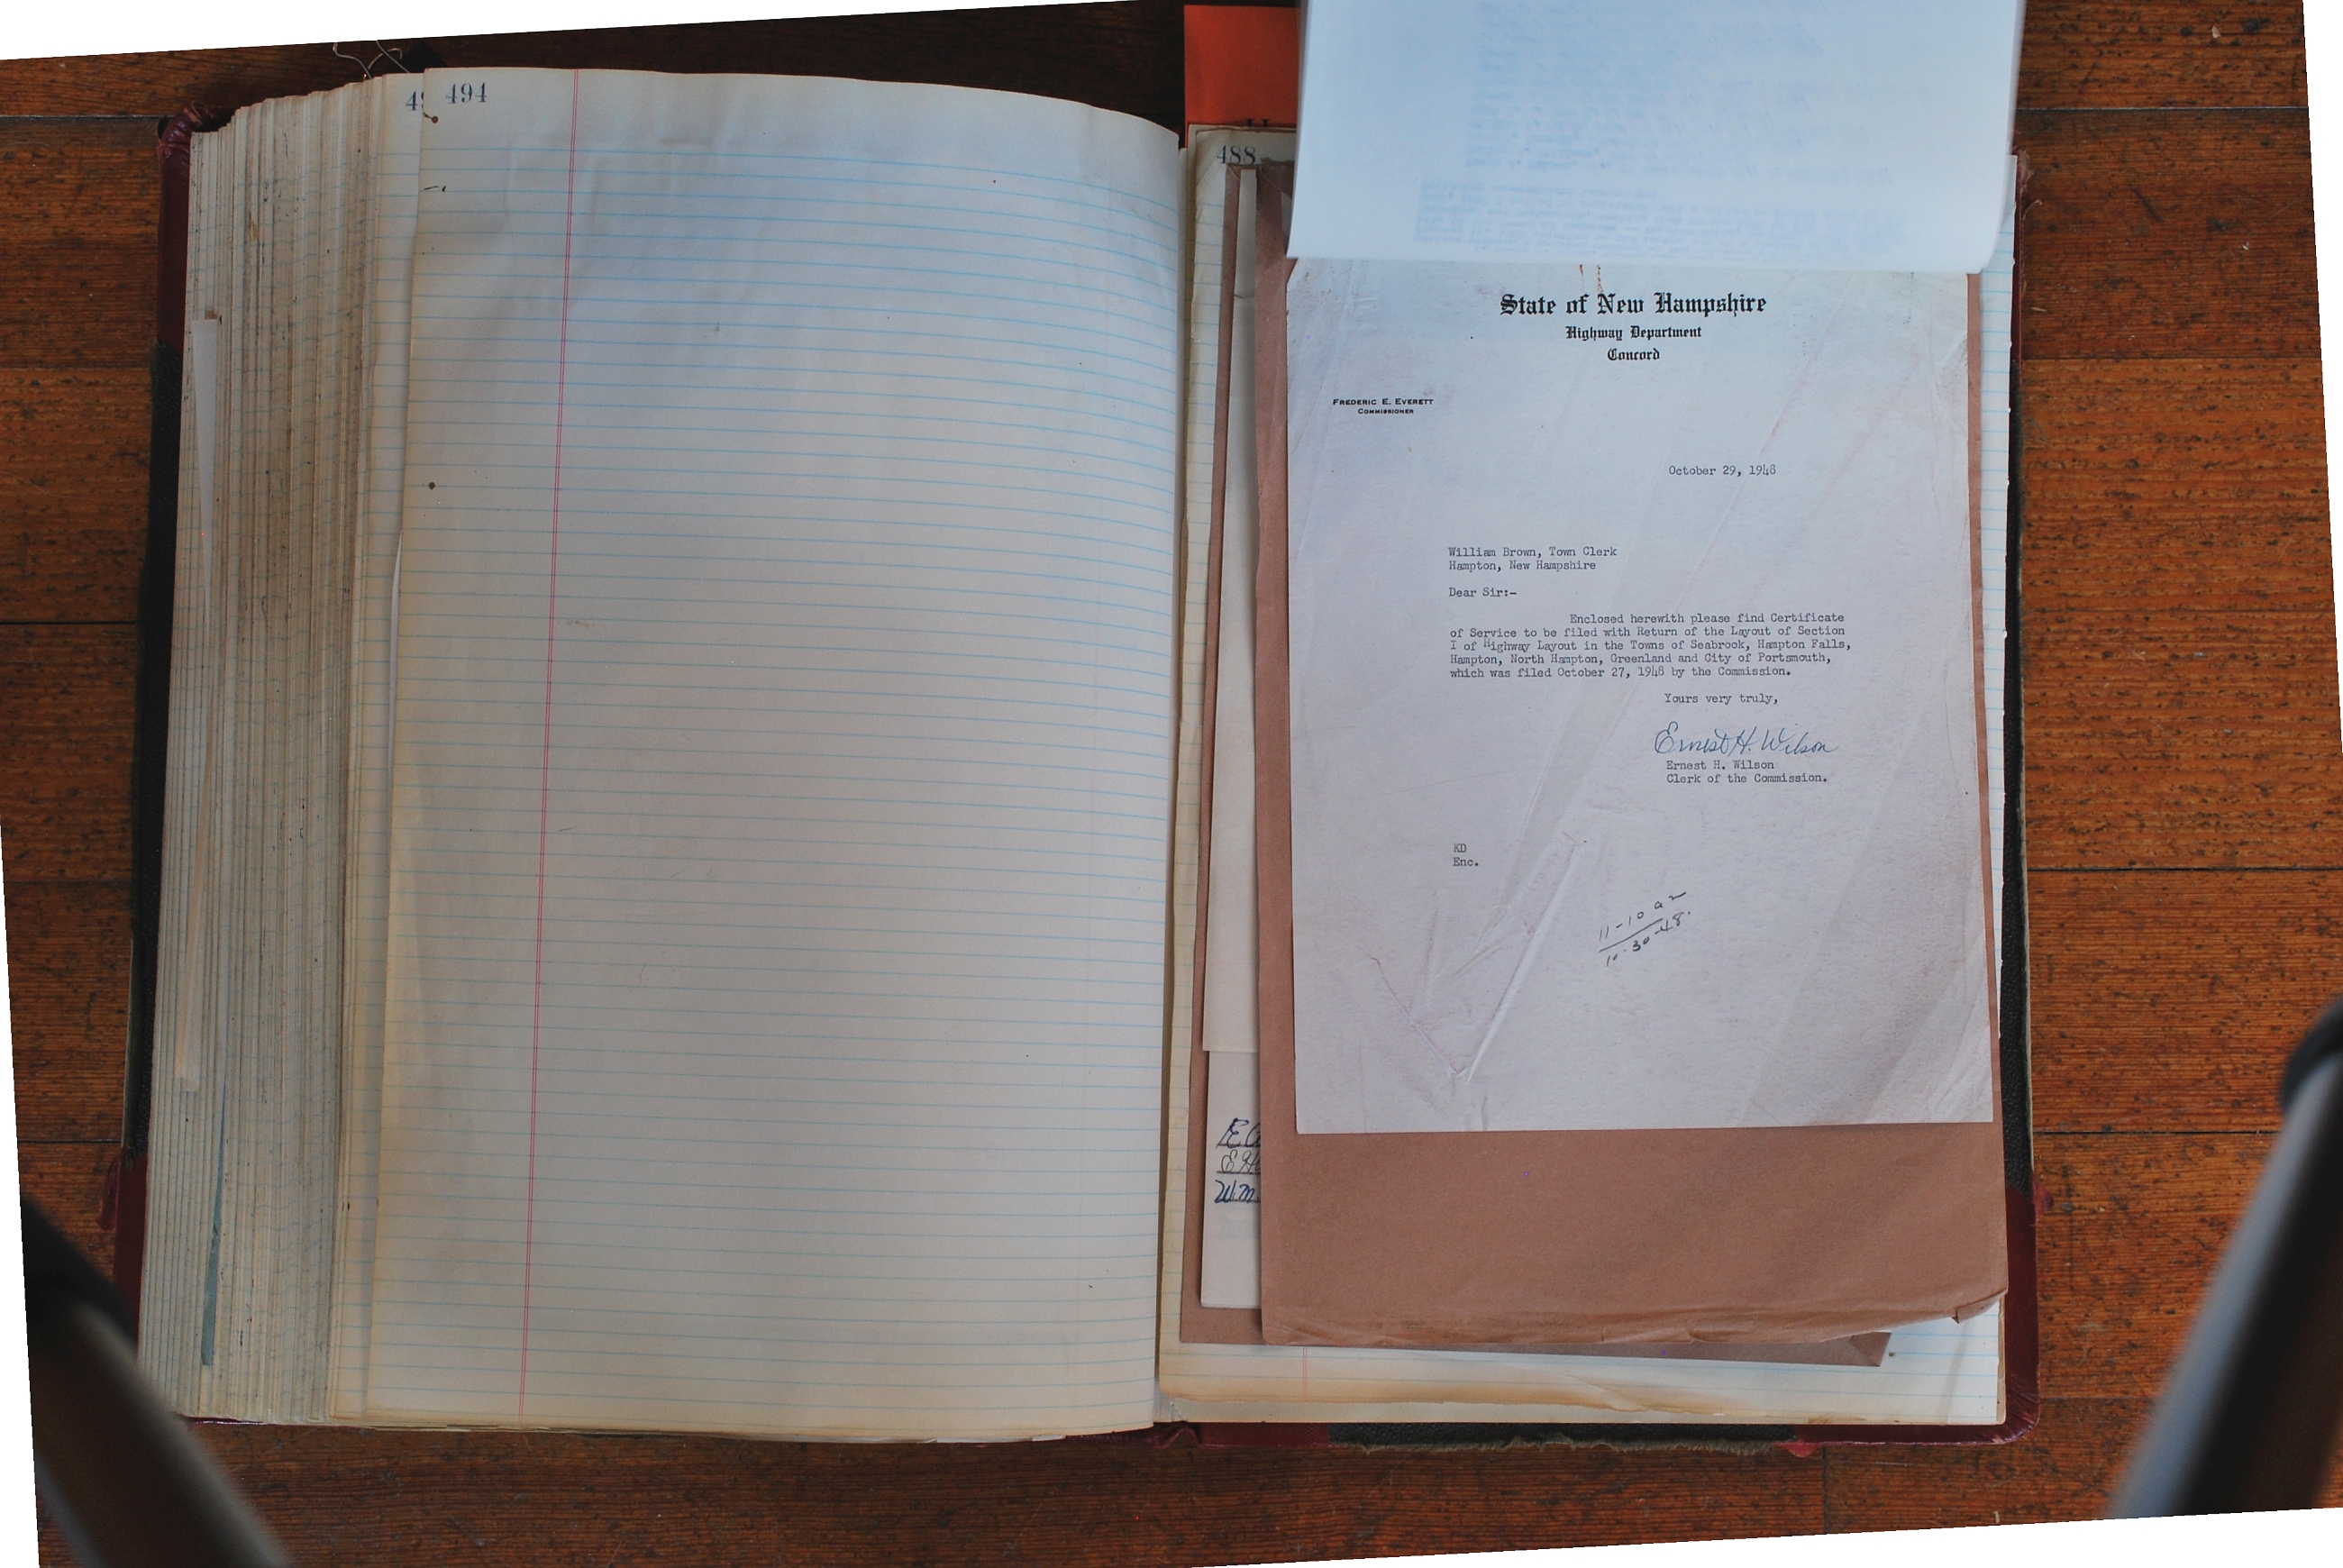 494
488
State of New Hampshire
Highway Department
Concord
FREDERIC E. EVERETT
COMMISSIONER
October 29, 1948
William Brown, Town Clerk
Hampton, New Hampshire
Dear Sir:-
Enclosed herewith please find Certificate
of Service to be filed with Return of the Layout of Section
I of Highway Layout in the Towns of Seabrook, Hampton Falls,
Hampton, North Hampton, Greenland and City of Portsmouth,
which was filed October 27, 1948 by the Commission.
Yours very truly,
Ernest H. Wilson
Ernest H. Wilson
Clerk of the Commission.
KD
Enc.
11-10 am
10-30-48.
Wm.